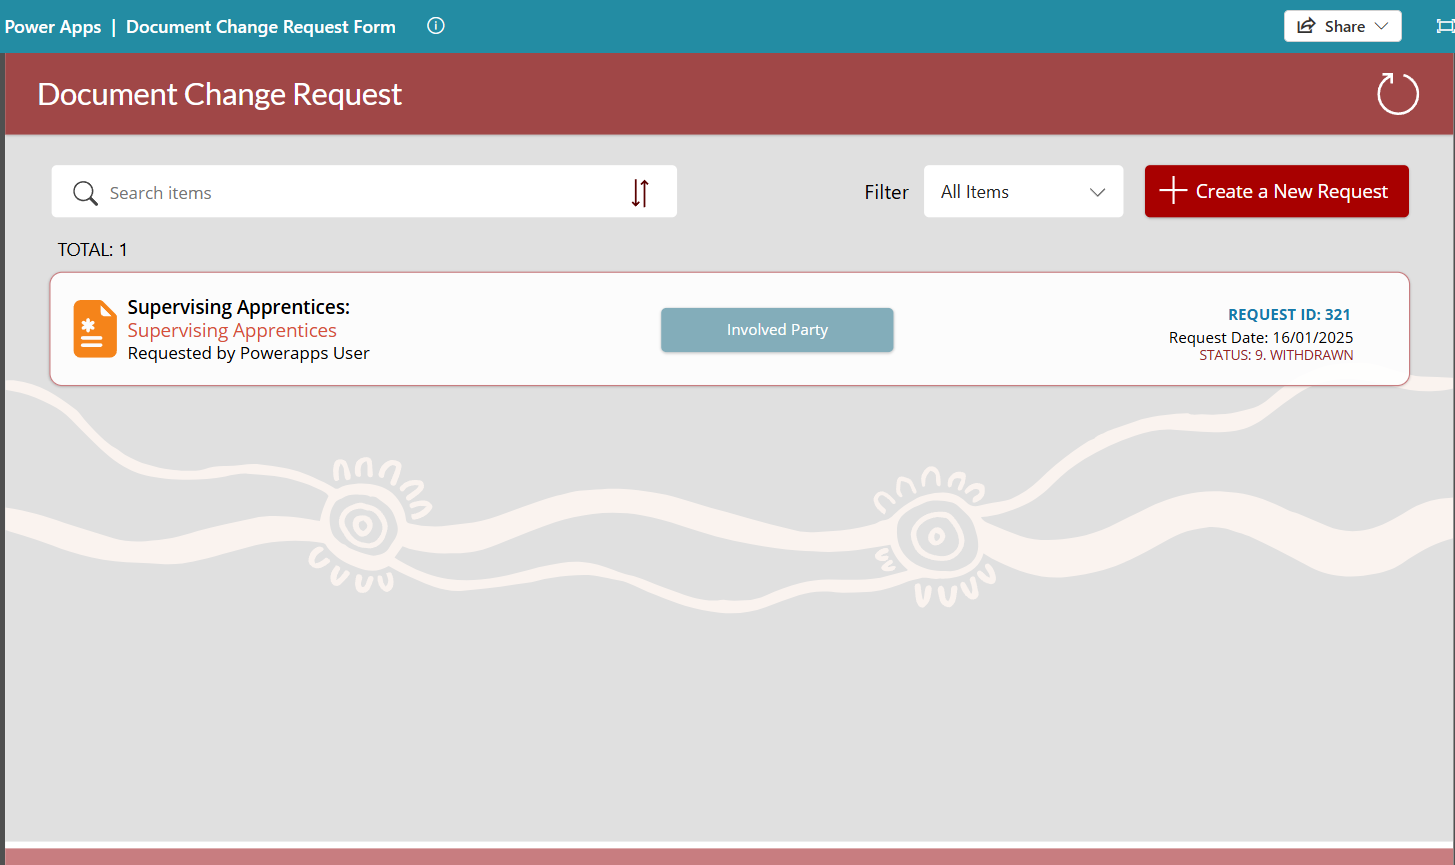 Power Apps | Document Change Request Form
Share
Document Change Request
Search items
Filter
All Items
Create a New Request
TOTAL: 1
Supervising Apprentices:
Supervising Apprentices
Requested by Powerapps User
Involved Party
REQUEST ID: 321
Request Date: 16/01/2025
STATUS: 9. WITHDRAWN